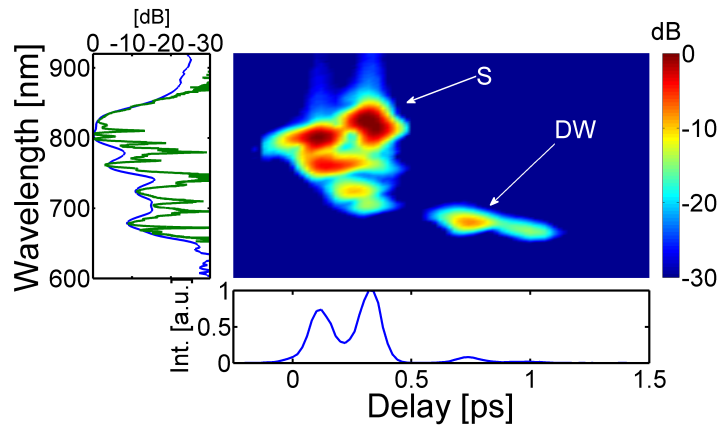 [dB]
0 -10 -20 -30
dB
900
800
700
600
Wavelength [nm]
S
DW
0
-10
-20
-30
1
0.5
0
Int. [a.u.]
0 0.5 1 1.5
Delay [ps]